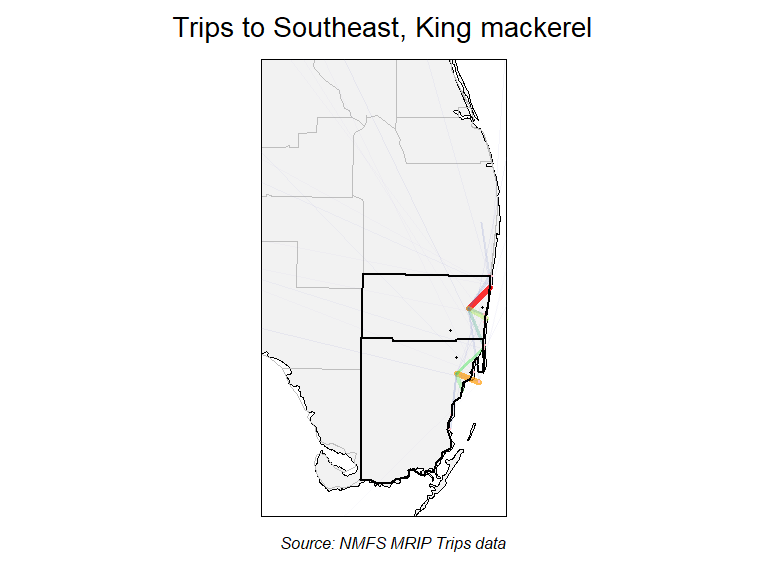 Trips to Southeast, King mackerel
Source: NMFS MRIP Trips data